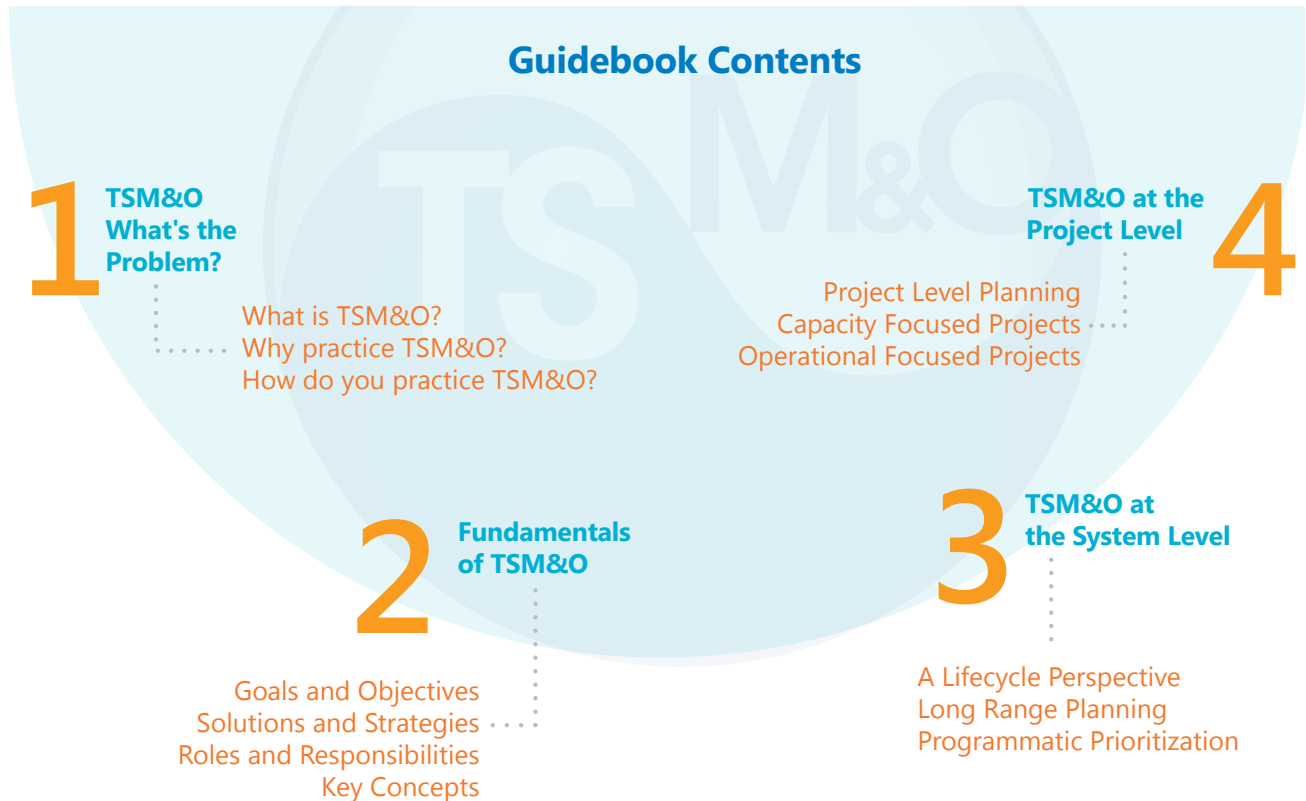 Guidebook Contents
TSM&O
1
TSM&O
What's the
Problem?
What is TSM&O?
Why practice TSM&O?
How do you practice TSM&O?
2
Fundamentals
of TSM&O
Goals and Objectives
Solutions and Strategies
Roles and Responsibilities
Key Concepts
3
TSM&O at
the System Level
A Lifecycle Perspective
Long Range Planning
Programmatic Prioritization
4
TSM&O at the
Project Level
Project Level Planning
Capacity Focused Projects
Operational Focused Projects